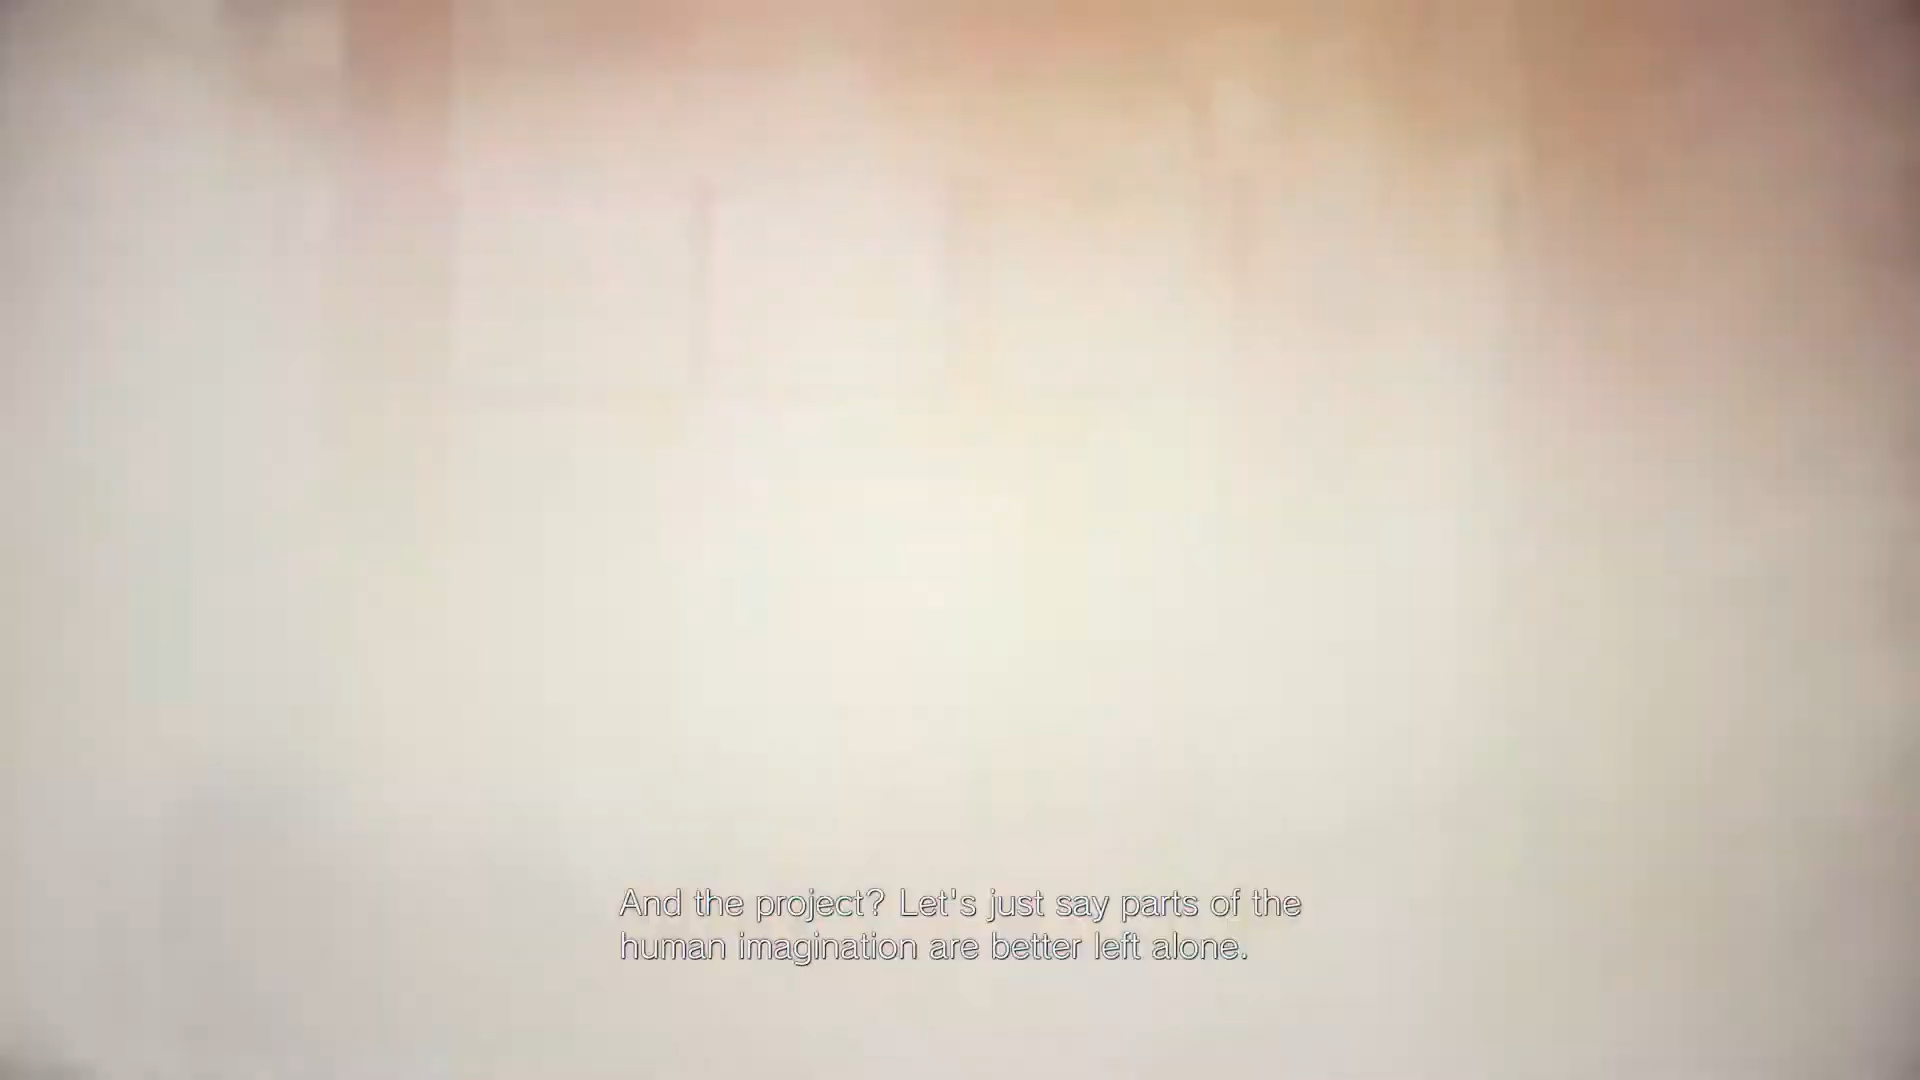 And the project? Let's just say parts of the
human imagination are better left alone.